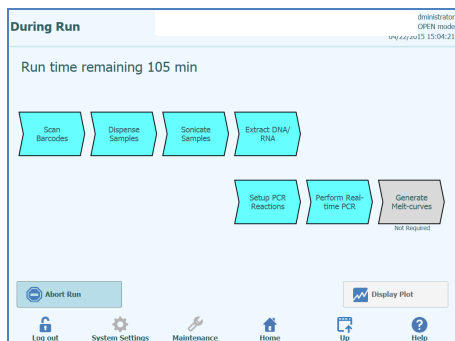 During Run
dministrator
OPEN mode
04/22/2015 15:04:21
Run time remaining 105 min
Scan
Barcodes
Dispense
Samples
Sonicate
Samples
Extract DNA/
RNA
Setup PCR
Reactions
Perform Real-
time PCR
Generate
Melt-curves
Not Required
Abort Run
Display Plot
Log out
System Settings
Maintenance
Home
Up
Help